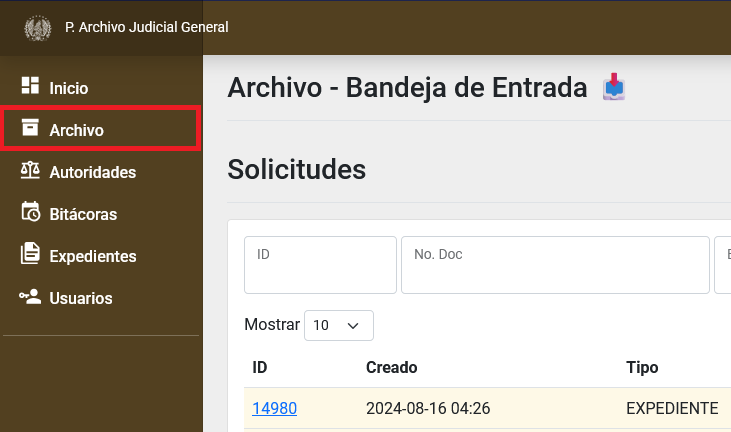 P. Archivo Judicial General
Inicio
Archivo
Autoridades
Bitácoras
Expedientes
Usuarios
Archivo - Bandeja de Entrada
Solicitudes
ID No. Doc
Mostrar 10
ID Creado Tipo
14980 2024-08-16 04:26 EXPEDIENTE